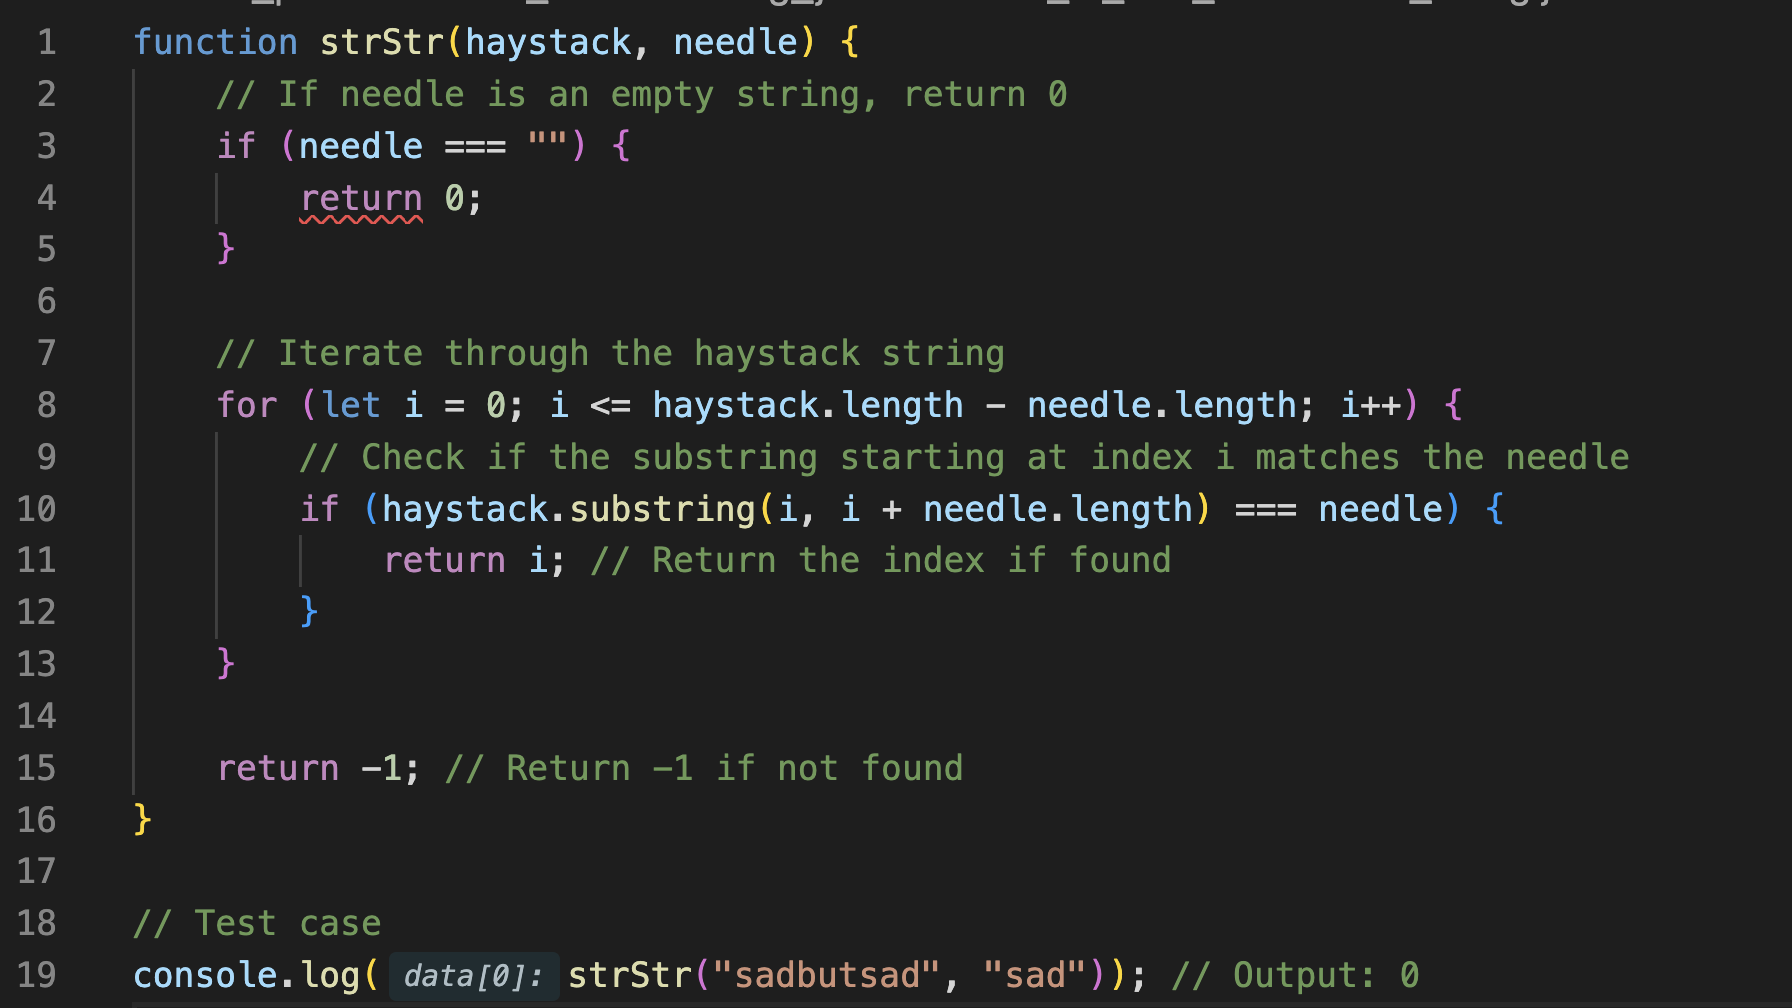 1 function strStr(haystack, needle) {
2 // If needle is an empty string, return 0
3 if (needle === "") {
4 return 0;
5 }
6
7 // Iterate through the haystack string
8 for (let i = 0; i <= haystack.length - needle.length; i++) {
9 // Check if the substring starting at index i matches the needle
10 if (haystack.substring(i, i + needle.length) === needle) {
11 return i; // Return the index if found
12 }
13 }
14
15 return -1; // Return -1 if not found
16 }
17
18 // Test case
19 console.log( data[0]: strStr("sadbutsad", "sad")); // Output: 0